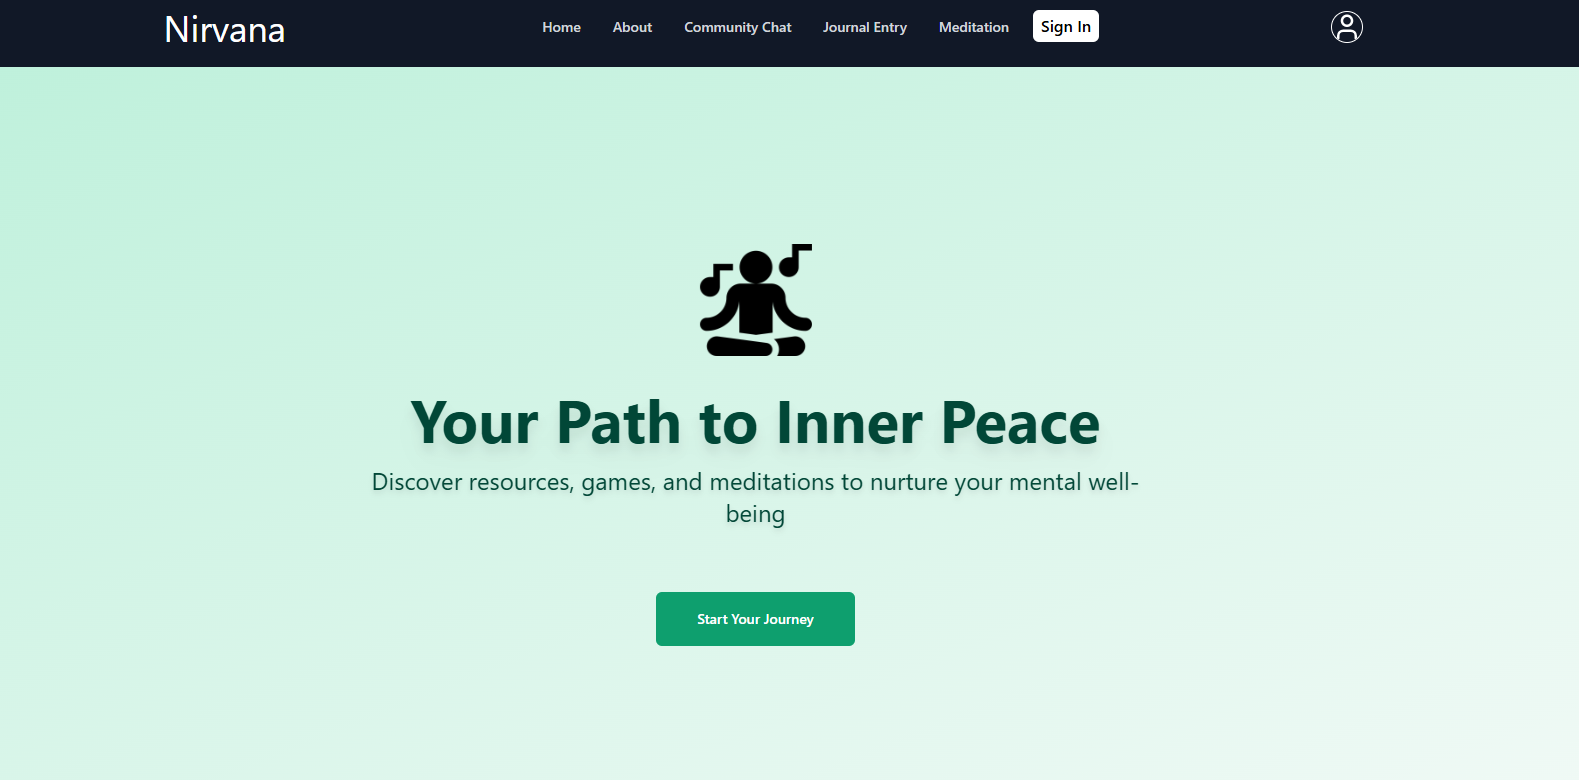 Nirvana
Home About Community Chat Journal Entry Meditation Sign In
Your Path to Inner Peace
Discover resources, games, and meditations to nurture your mental well-
being
Start Your Journey